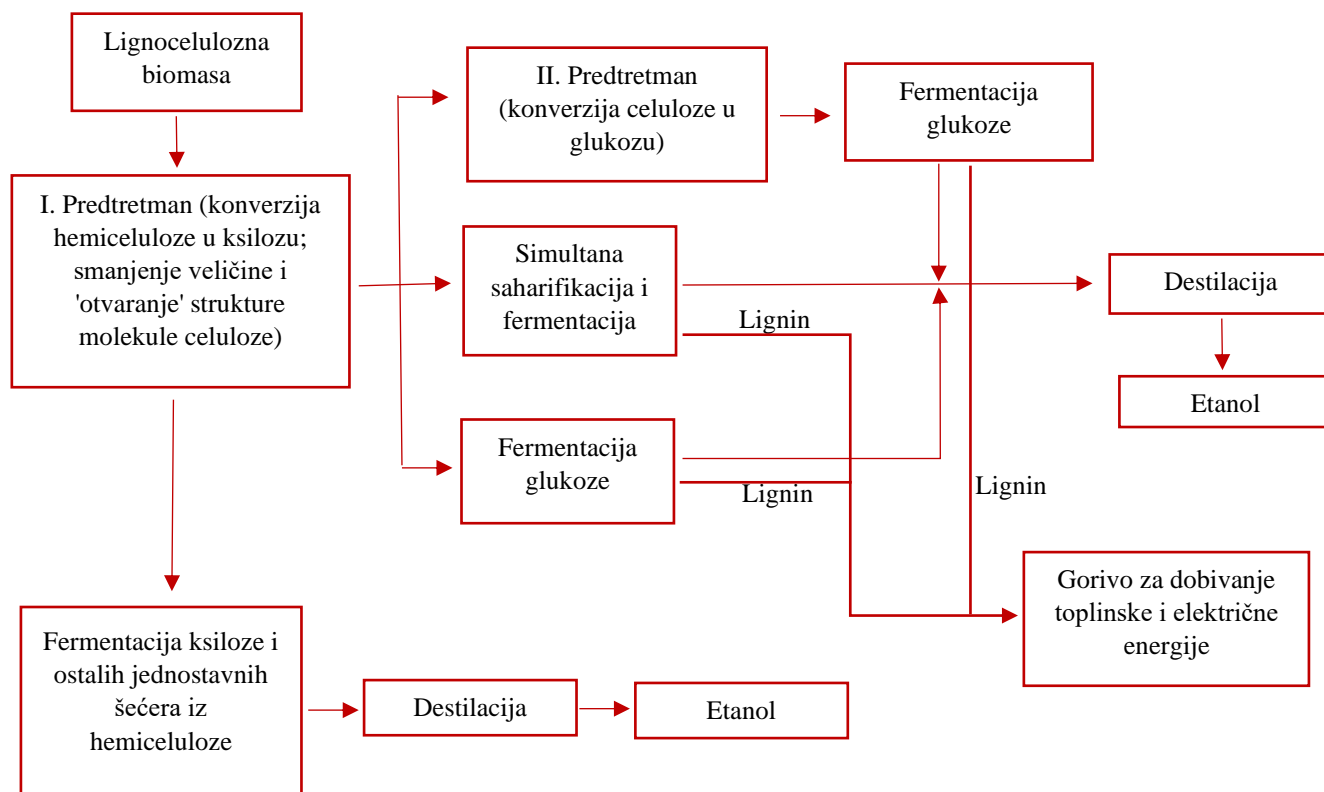 Lignocelulozna
biomasa
II. Predtretman
(konverzija celuloze u
glukozu)
Fermentacija
glukoze
I. Predtretman (konverzija
hemiceluloze u ksilozu;
smanjenje veličine i
'otvaranje' strukture
molekule celuloze)
Simultana
saharifikacija i
fermentacija
Lignin
Destilacija
Etanol
Fermentacija
glukoze
Lignin
Lignin
Gorivo za dobivanje
toplinske i električne
energije
Fermentacija ksiloze i
ostalih jednostavnih
šećera iz
hemiceluloze
Destilacija
Etanol